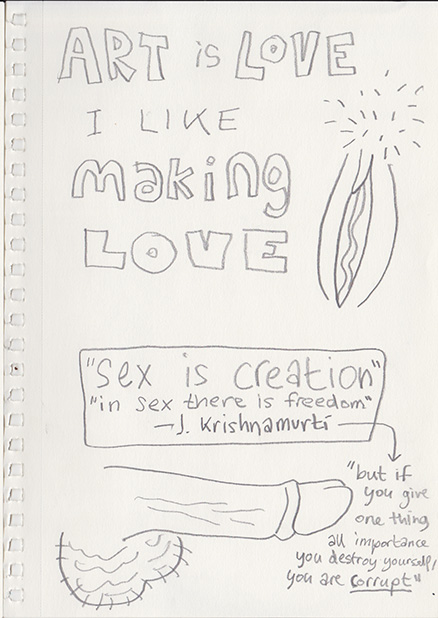 ART is LOVE
I LIKE
making
LOVE
"sex is creation"
"in sex there is freedom"
— J. Krishnamurti
"but if
you give
one thing
all importance
you destroy yourself,
you are corrupt"